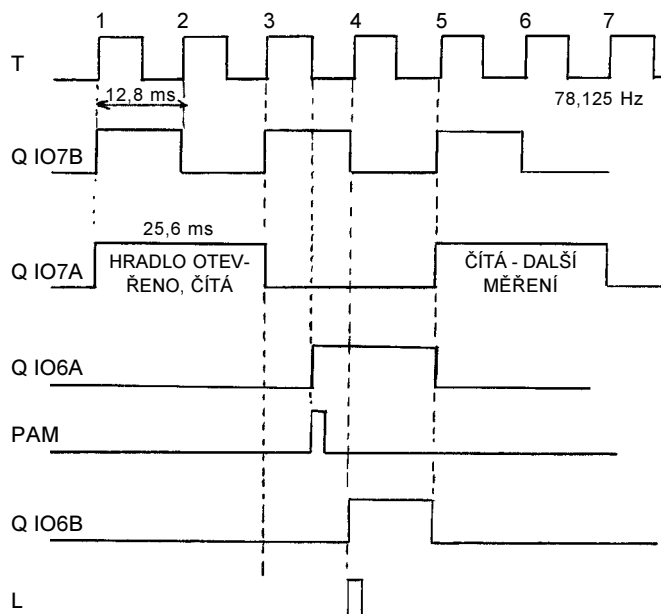 1 2 3 4 5 6 7
T
12,8 ms
78,125 Hz
Q IO7B
25,6 ms
Q IO7A
HRADLO OTEV-
ŘENO, ČÍTÁ
ČÍTÁ - DALŠÍ
MĚŘENÍ
Q IO6A
PAM
Q IO6B
L